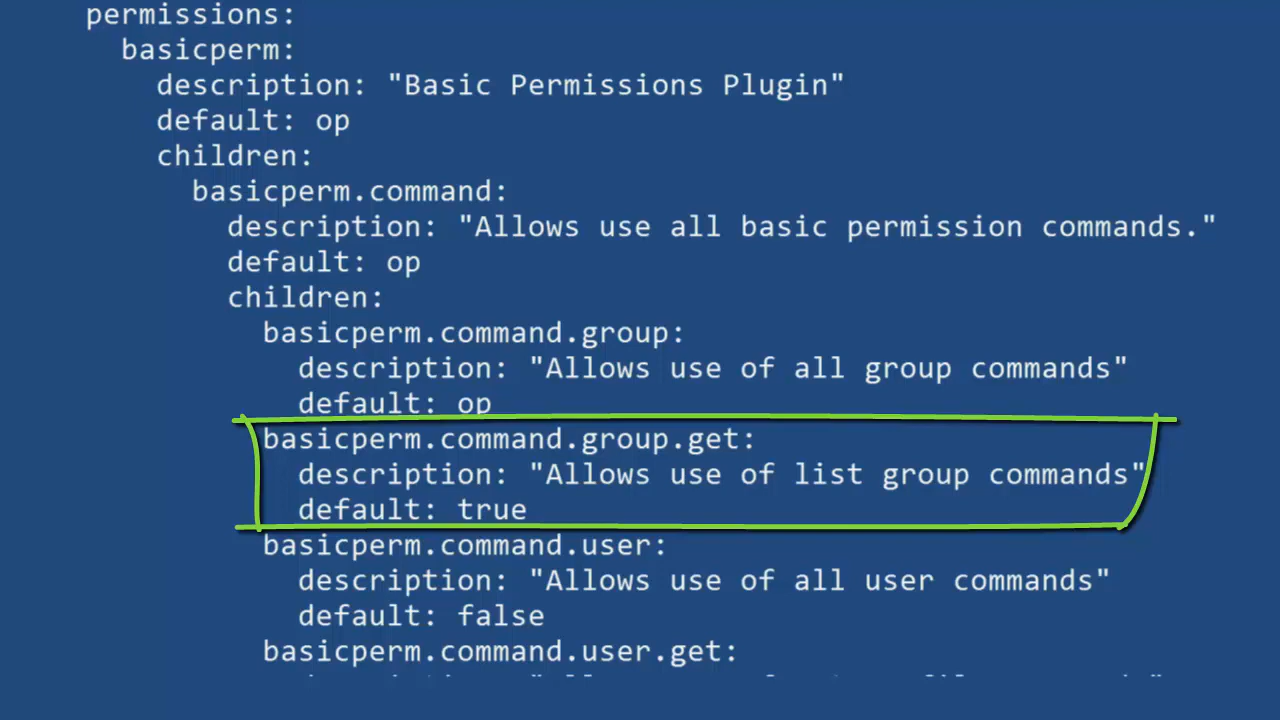 permissions:
basicperm:
description: "Basic Permissions Plugin"
default: op
children:
basicperm.command:
description: "Allows use all basic permission commands."
default: op
children:
basicperm.command.group:
description: "Allows use of all group commands"
default: op
basicperm.command.group.get:
description: "Allows use of list group commands"
default: true
basicperm.command.user:
description: "Allows use of all user commands"
default: false
basicperm.command.user.get: